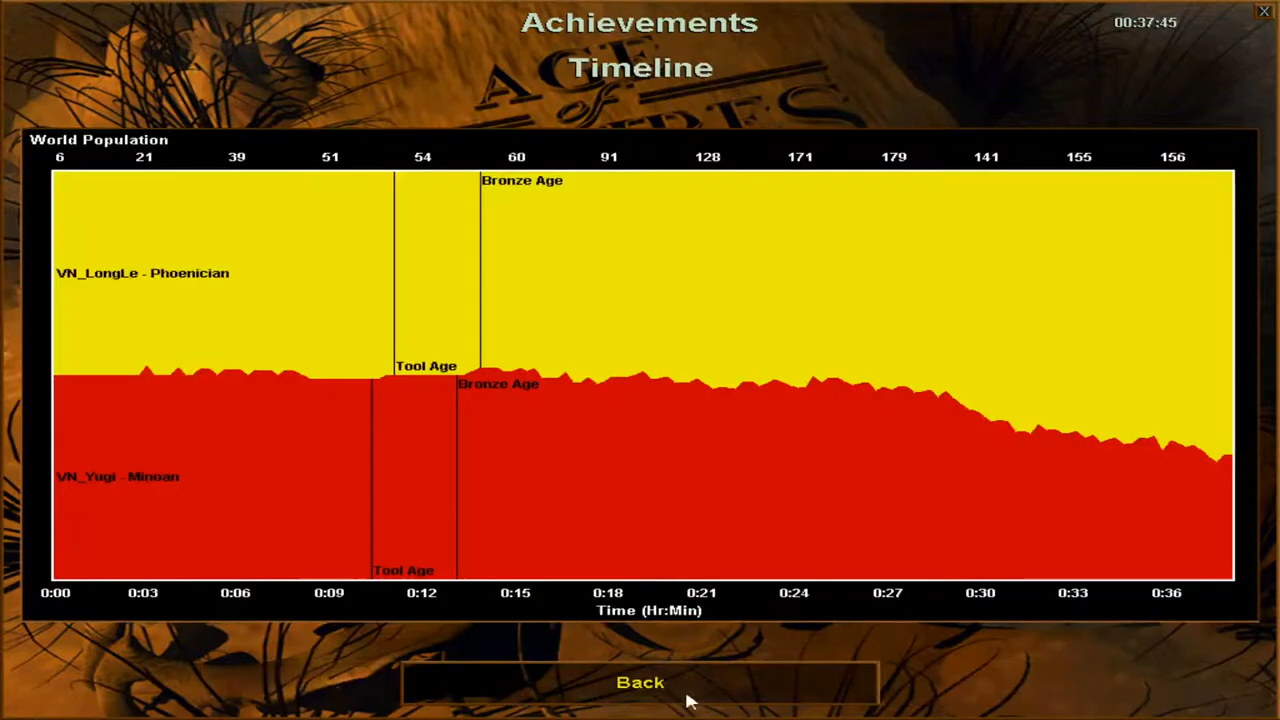 Achievements
00:37:45
Timeline
AGE
of
World Population
6 21 39 51 54 60 91 128 171 179 141 155 156
Bronze Age
VN_LongLe - Phoenician
Tool Age
Bronze Age
VN_Yugi - Minoan
Tool Age
0:00 0:03 0:06 0:09 0:12 0:15 0:18 0:21 0:24 0:27 0:30 0:33 0:36
Time (Hr:Min)
Back